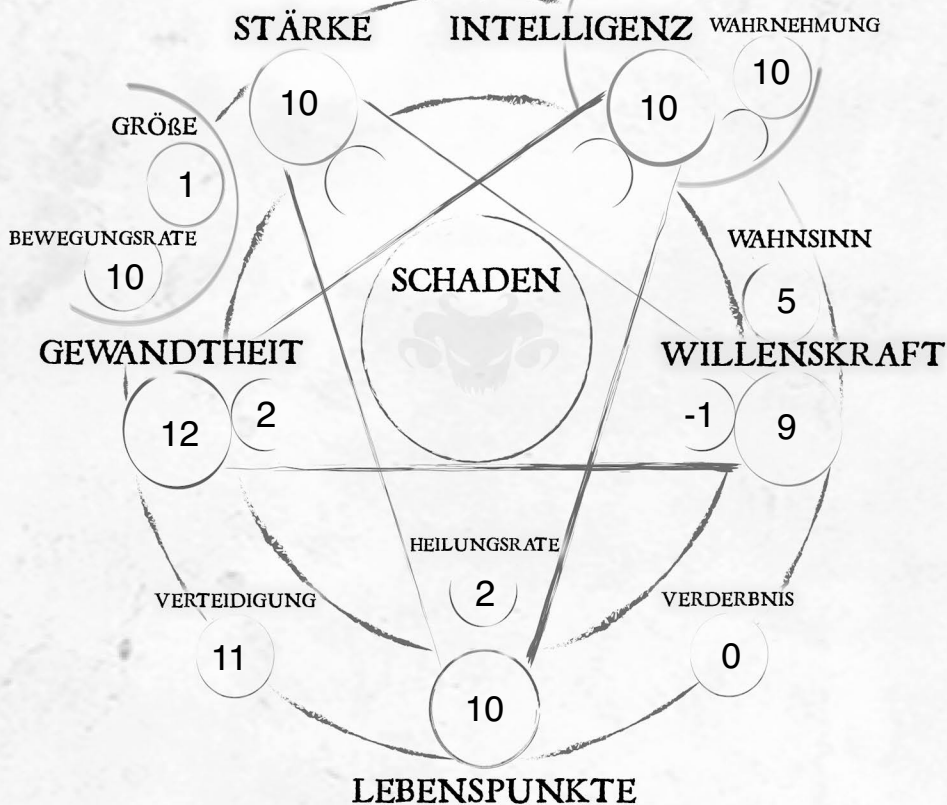 STÄRKE
10
INTELLIGENZ
10
WAHRNEHMUNG
10
GRÖßE
1
BEWEGUNGSRATE
10
SCHADEN
WAHNSINN
5
GEWANDTHEIT
12
2
WILLENSKRAFT
-1
9
HEILUNGSRATE
2
VERTEIDIGUNG
11
VERDERBNIS
0
10
LEBENSPUNKTE